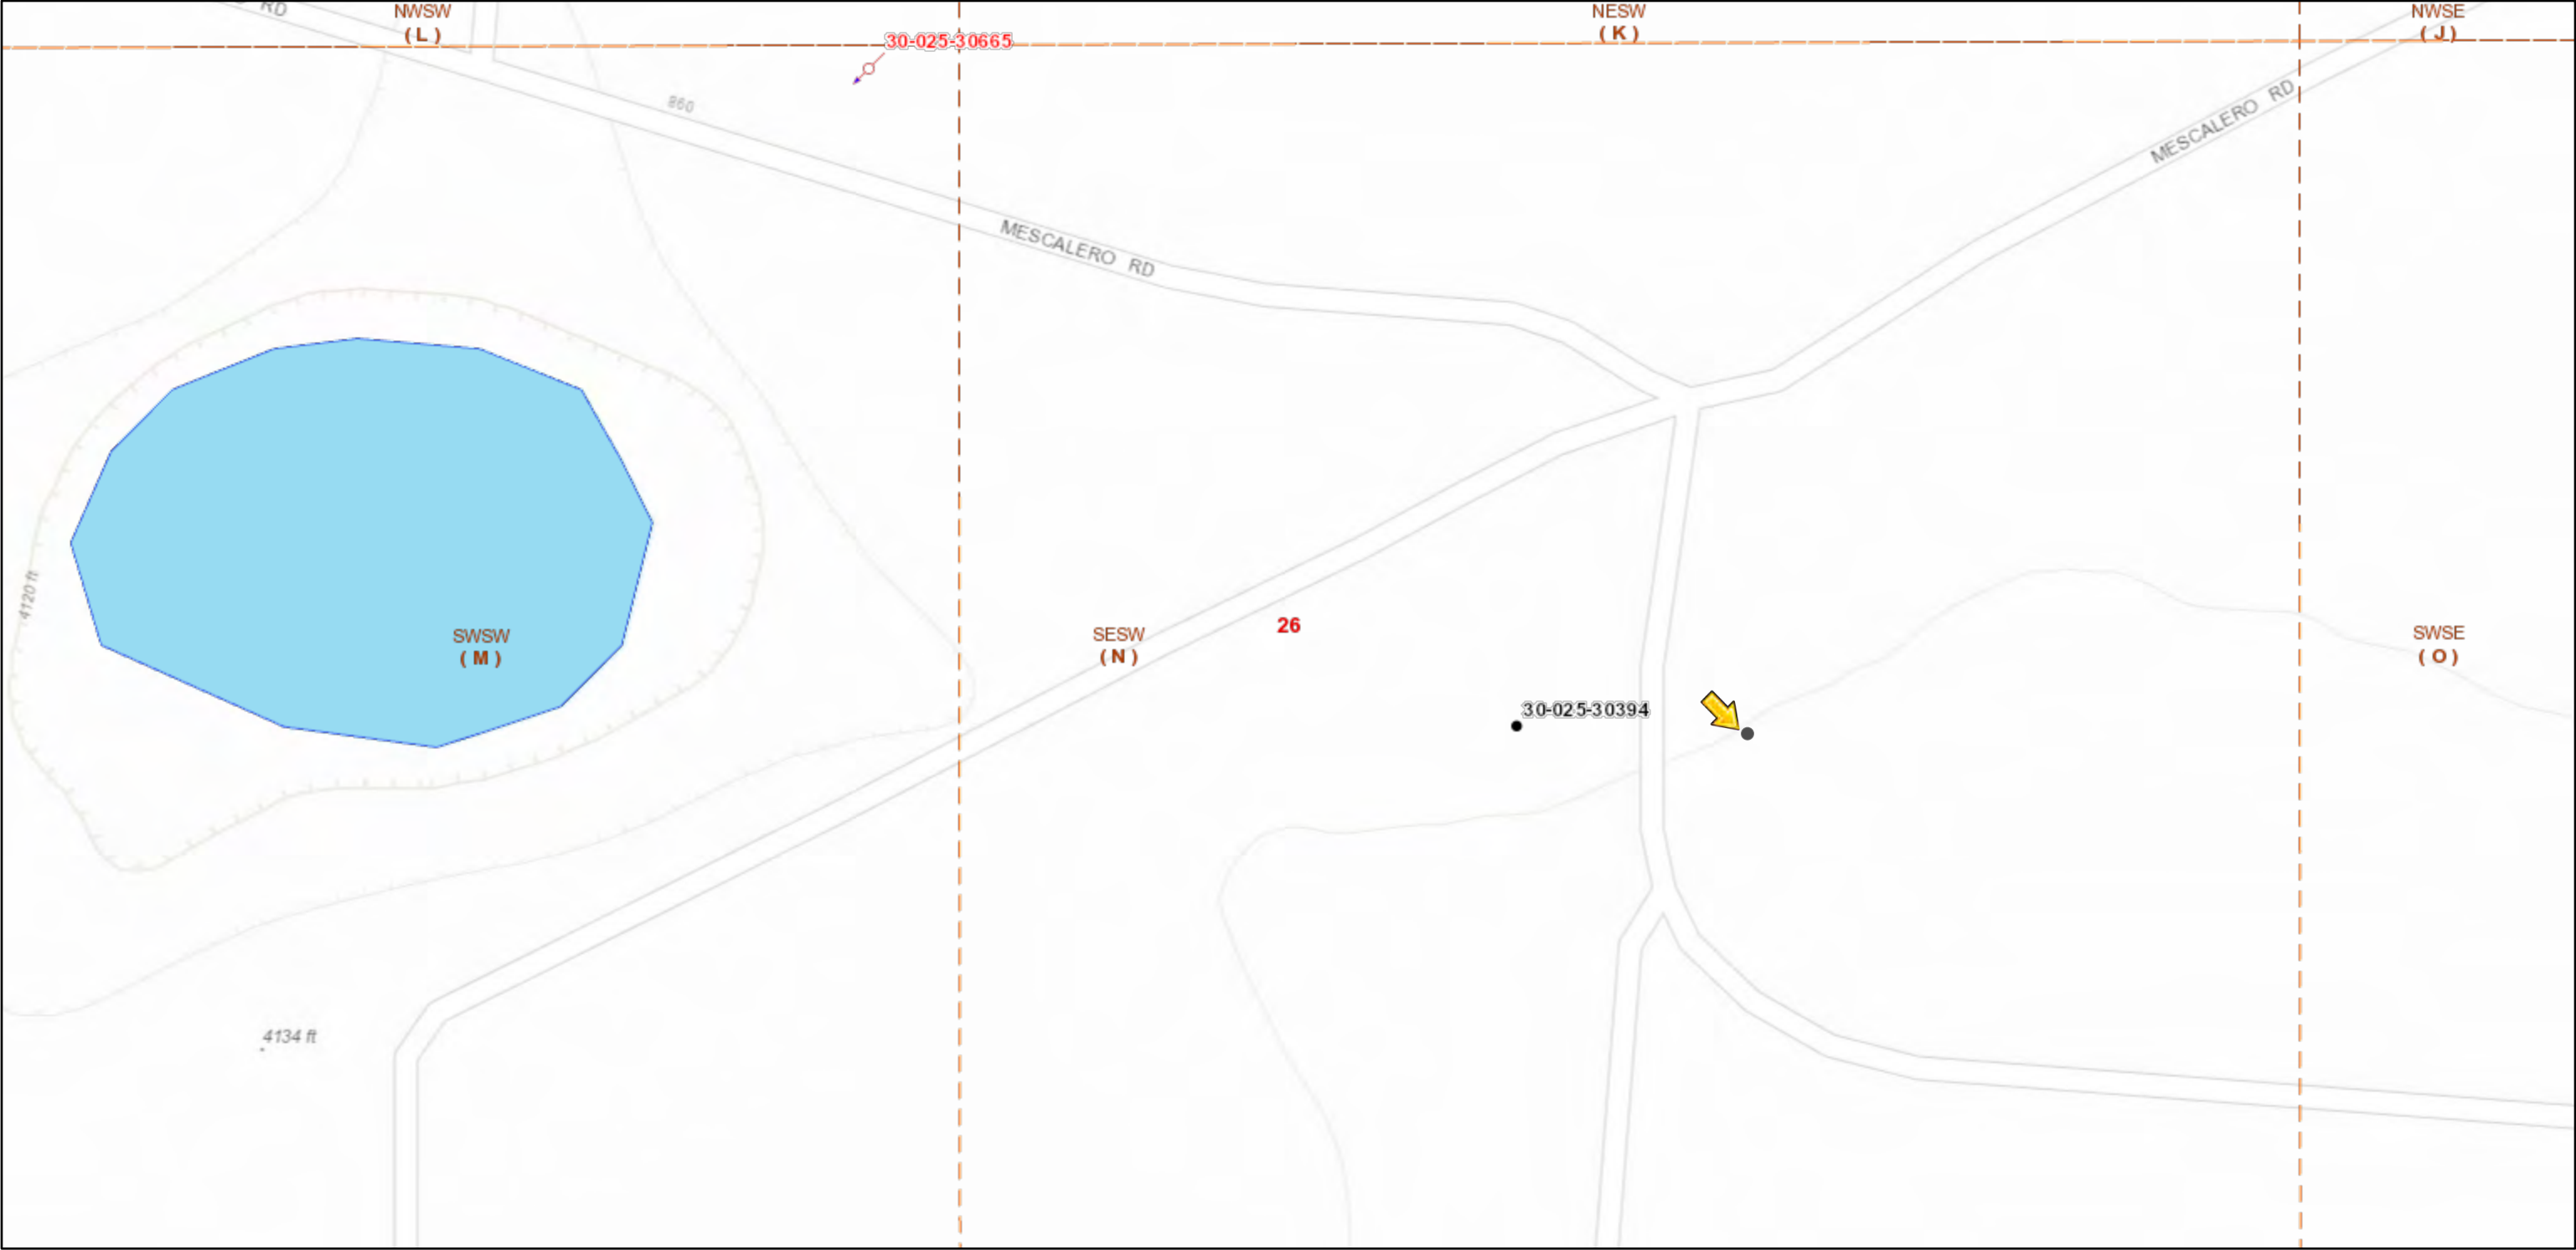 RD
NWSW
( L )
30-025-30665
NESW
( K )
NWSE
( J )
860
MESCALERO RD
MESCALERO RD
4120 ft
SWSW
( M )
SESW
( N )
26
SWSE
( O )
30-025-30394
4134 ft